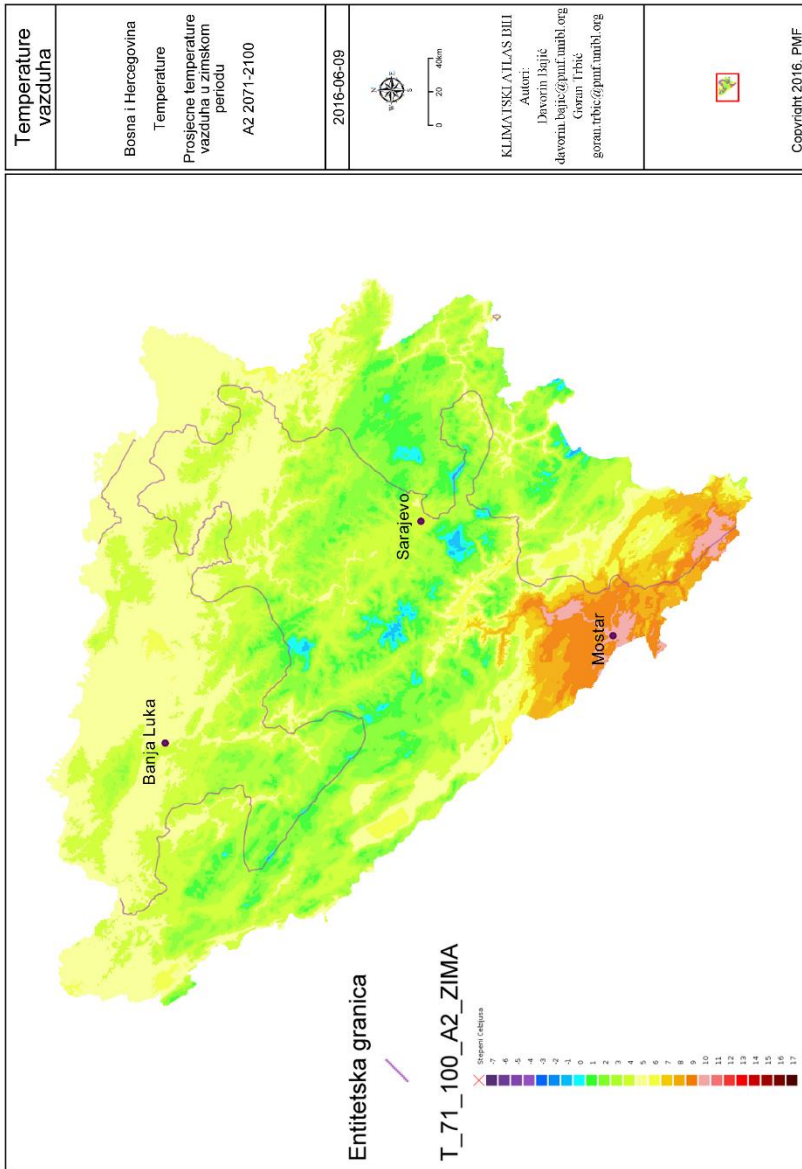 Temperature
vazduha
Bosna i Hercegovina
Temperature
Prosjecne temperature
vazduha u zimskom
periodu
A2 2071-2100
2016-06-09
N
W
E
S
0 20 40km
KLIMATSKI ATLAS BIH
Autori:
Davorin Bajić
davorin.bajic@pmf.unibl.org
Goran Trbić
goran.trbic@pmf.unibl.org
Copyright 2016. PMF
Banja Luka
Sarajevo
Mostar
Entitetska granica
T_71_100_A2_ZIMA
Stepeni Celzijusa
-7
-6
-5
-4
-3
-2
-1
0
1
2
3
4
5
6
7
8
9
10
11
12
13
14
15
16
17